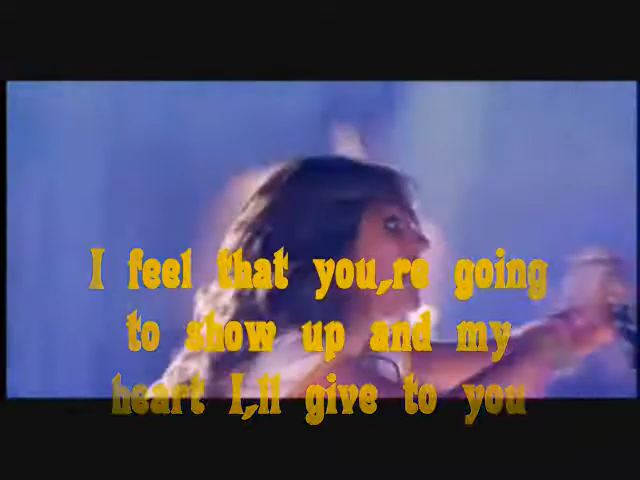 I feel that you,re going
to show up and my
heart I,ll give to you